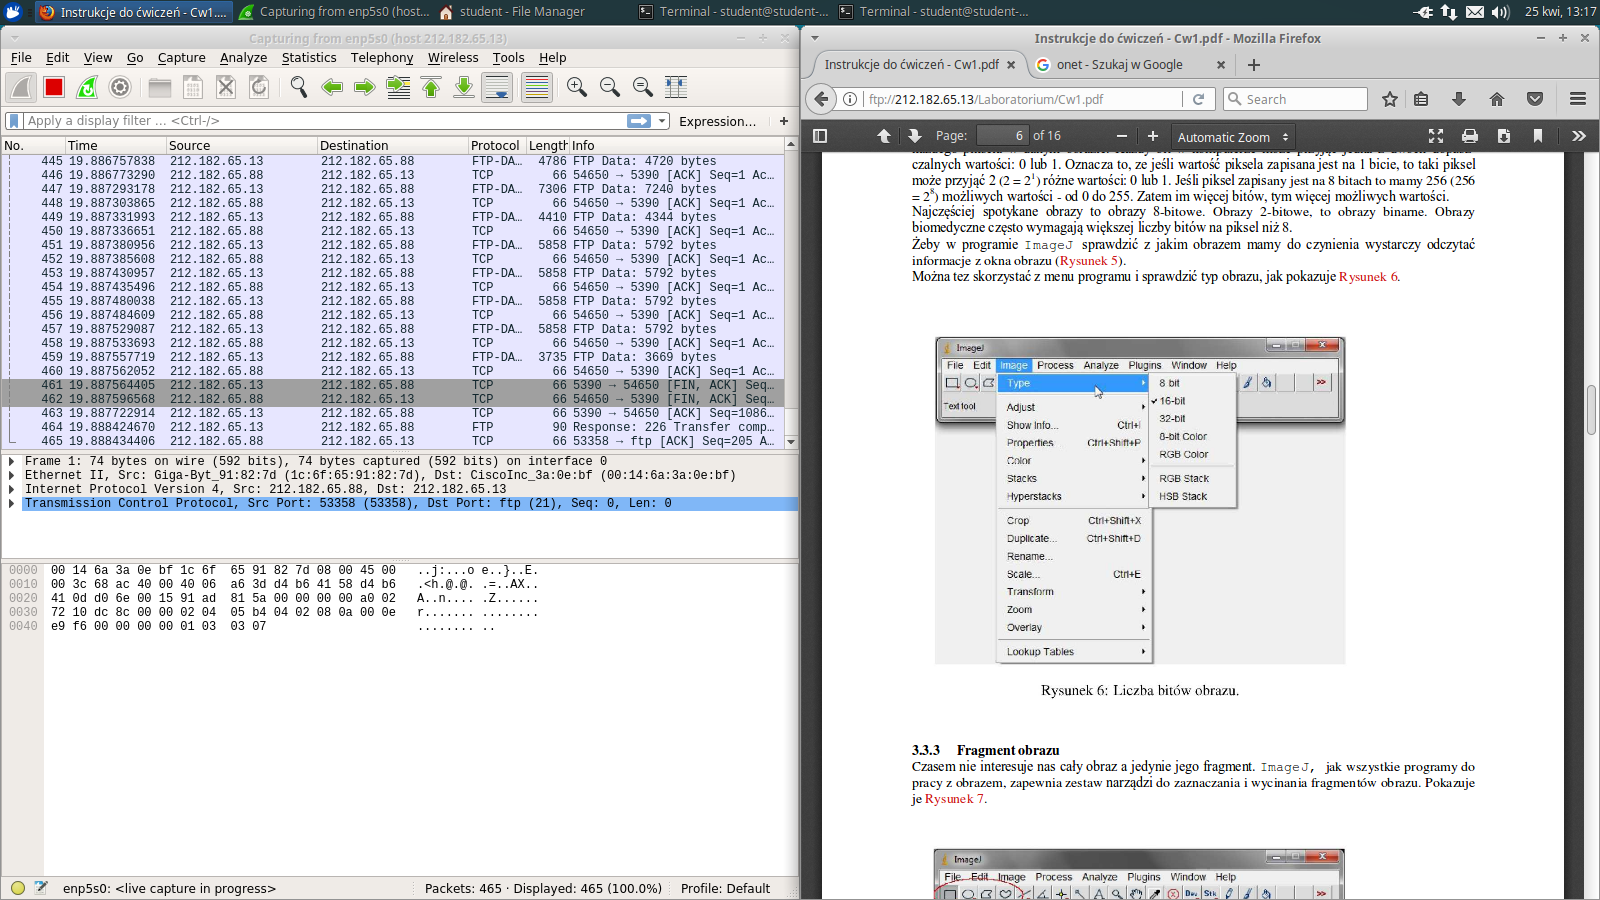 Instrukcje do ćwiczeń - Cw1....
Capturing from enp5s0 (host...
student - File Manager
Terminal - student@student-...
Terminal - student@student-...
25 kwi, 13:17
Capturing from enp5s0 (host 212.182.65.13)
File Edit View Go Capture Analyze Statistics Telephony Wireless Tools Help
Apply a display filter ... <Ctrl-/>
Expression... +
No. Time Source Destination Protocol Length Info
445 19.886757838 212.182.65.13 212.182.65.88 FTP-DA... 4786 FTP Data: 4720 bytes
446 19.886773290 212.182.65.88 212.182.65.13 TCP 66 54650 → 5390 [ACK] Seq=1 Ac...
447 19.887293178 212.182.65.13 212.182.65.88 FTP-DA... 7306 FTP Data: 7240 bytes
448 19.887303865 212.182.65.88 212.182.65.13 TCP 66 54650 → 5390 [ACK] Seq=1 Ac...
449 19.887331993 212.182.65.13 212.182.65.88 FTP-DA... 4410 FTP Data: 4344 bytes
450 19.887336651 212.182.65.88 212.182.65.13 TCP 66 54650 → 5390 [ACK] Seq=1 Ac...
451 19.887380956 212.182.65.13 212.182.65.88 FTP-DA... 5858 FTP Data: 5792 bytes
452 19.887385608 212.182.65.88 212.182.65.13 TCP 66 54650 → 5390 [ACK] Seq=1 Ac...
453 19.887430957 212.182.65.13 212.182.65.88 FTP-DA... 5858 FTP Data: 5792 bytes
454 19.887435496 212.182.65.88 212.182.65.13 TCP 66 54650 → 5390 [ACK] Seq=1 Ac...
455 19.887480038 212.182.65.13 212.182.65.88 FTP-DA... 5858 FTP Data: 5792 bytes
456 19.887484609 212.182.65.88 212.182.65.13 TCP 66 54650 → 5390 [ACK] Seq=1 Ac...
457 19.887529087 212.182.65.13 212.182.65.88 FTP-DA... 5858 FTP Data: 5792 bytes
458 19.887533693 212.182.65.88 212.182.65.13 TCP 66 54650 → 5390 [ACK] Seq=1 Ac...
459 19.887557719 212.182.65.13 212.182.65.88 FTP-DA... 3735 FTP Data: 3669 bytes
460 19.887562052 212.182.65.88 212.182.65.13 TCP 66 54650 → 5390 [ACK] Seq=1 Ac...
461 19.887564405 212.182.65.13 212.182.65.88 TCP 66 5390 → 54650 [FIN, ACK] Seq...
462 19.887596568 212.182.65.88 212.182.65.13 TCP 66 54650 → 5390 [FIN, ACK] Seq...
463 19.887722914 212.182.65.13 212.182.65.88 TCP 66 5390 → 54650 [ACK] Seq=1086...
464 19.888424670 212.182.65.13 212.182.65.88 FTP 90 Response: 226 Transfer comp...
465 19.888434406 212.182.65.88 212.182.65.13 TCP 66 53358 → ftp [ACK] Seq=205 A...
Frame 1: 74 bytes on wire (592 bits), 74 bytes captured (592 bits) on interface 0
Ethernet II, Src: Giga-Byt_91:82:7d (1c:6f:65:91:82:7d), Dst: CiscoInc_3a:0e:bf (00:14:6a:3a:0e:bf)
Internet Protocol Version 4, Src: 212.182.65.88, Dst: 212.182.65.13
Transmission Control Protocol, Src Port: 53358 (53358), Dst Port: ftp (21), Seq: 0, Len: 0
0000 00 14 6a 3a 0e bf 1c 6f 65 91 82 7d 08 00 45 00 ..j:...o e..}..E.
0010 00 3c 68 ac 40 00 40 06 a6 3d d4 b6 41 58 d4 b6 .<h.@.@. .=..AX..
0020 41 0d d0 6e 00 15 91 ad 81 5a 00 00 00 00 a0 02 A..n.... .Z......
0030 72 10 dc 8c 00 00 02 04 05 b4 04 02 08 0a 00 0e r....... ........
0040 e9 f6 00 00 00 00 01 03 03 07 ........ ..
enp5s0: <live capture in progress>
Packets: 465 · Displayed: 465 (100.0%)
Profile: Default
Instrukcje do ćwiczeń - Cw1.pdf - Mozilla Firefox
Instrukcje do ćwiczeń - Cw1.pdf
onet - Szukaj w Google
ftp://212.182.65.13/Laboratorium/Cw1.pdf
Search
Page: 6 of 16
Automatic Zoom
czalnych wartości: 0 lub 1. Oznacza to, ze jeśli wartość piksela zapisana jest na 1 bicie, to taki piksel
może przyjąć 2 (2 = 2^1) różne wartości: 0 lub 1. Jeśli piksel zapisany jest na 8 bitach to mamy 256 (256
= 2^8) możliwych wartości - od 0 do 255. Zatem im więcej bitów, tym więcej możliwych wartości.
Najczęściej spotykane obrazy to obrazy 8-bitowe. Obrazy 2-bitowe, to obrazy binarne. Obrazy
biomedyczne często wymagają większej liczby bitów na piksel niż 8.
Żeby w programie ImageJ sprawdzić z jakim obrazem mamy do czynienia wystarczy odczytać
informacje z okna obrazu (Rysunek 5).
Można tez skorzystać z menu programu i sprawdzić typ obrazu, jak pokazuje Rysunek 6.
ImageJ
File Edit Image Process Analyze Plugins Window Help
Text tool
Type
Adjust
Show Info... Ctrl+I
Properties Ctrl+Shift+P
Color
Stacks
Hyperstacks
Crop Ctrl+Shift+X
Duplicate... Ctrl+Shift+D
Rename...
Scale... Ctrl+E
Transform
Zoom
Overlay
Lookup Tables
8 bit
16-bit
32-bit
8-bit Color
RGB Color
RGB Stack
HSB Stack
>>
Rysunek 6: Liczba bitów obrazu.
3.3.3 Fragment obrazu
Czasem nie interesuje nas cały obraz a jedynie jego fragment. ImageJ, jak wszystkie programy do
pracy z obrazem, zapewnia zestaw narządzi do zaznaczania i wycinania fragmentów obrazu. Pokazuje
je Rysunek 7.
ImageJ
File Edit Image Process Analyze Plugins Window Help
Dev Stk >>